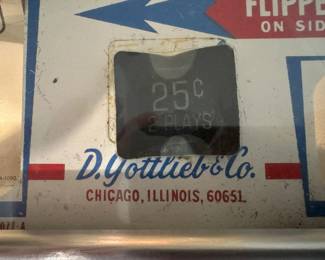 FLIPPE
ON SID
25¢
2 PLAYS
D. Gottlieb & Co.
CHICAGO, ILLINOIS, 60651